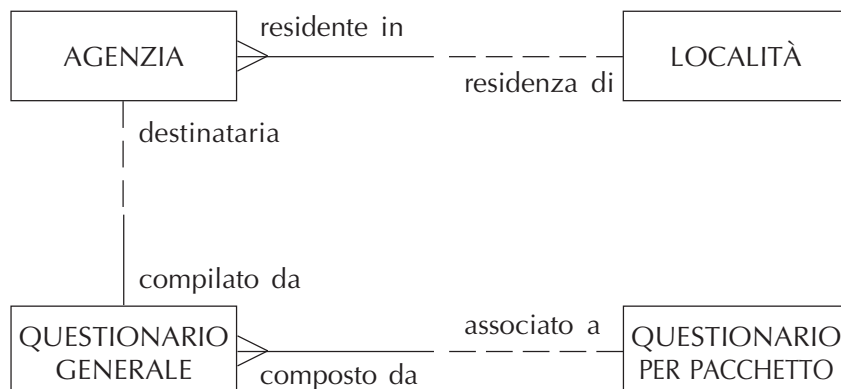 AGENZIA
residente in
residenza di
LOCALITÀ
destinataria
compilato da
QUESTIONARIO
GENERALE
composto da
associato a
QUESTIONARIO
PER PACCHETTO